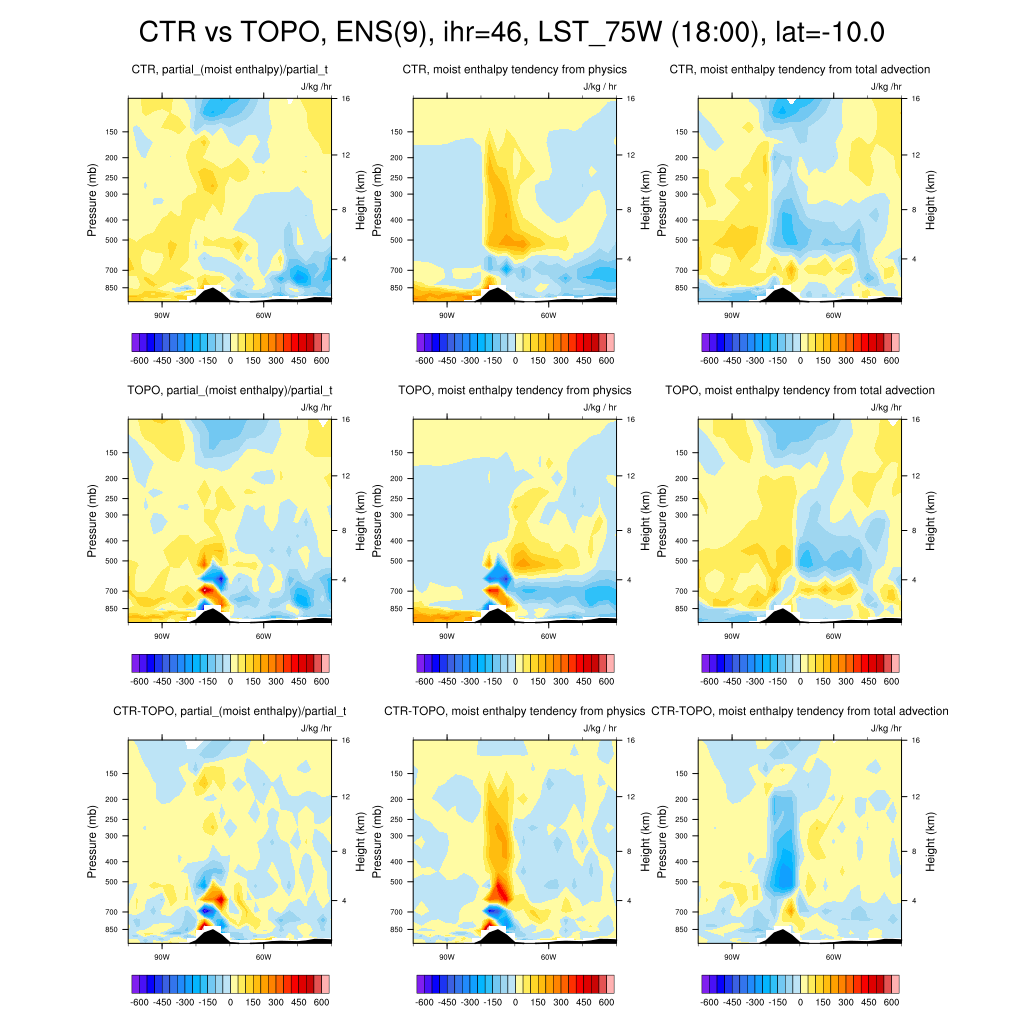 CTR vs TOPO, ENS(9), ihr=46, LST_75W (18:00), lat=-10.0
CTR, partial_(moist enthalpy)/partial_t
J/kg /hr
Pressure (mb)
150
200
250
300
400
500
700
850
16
12
8
4
Height (km)
90W 60W
-600 -450 -300 -150 0 150 300 450 600
CTR, moist enthalpy tendency from physics
J/kg / hr
Pressure (mb)
150
200
250
300
400
500
700
850
16
12
8
4
Height (km)
90W 60W
-600 -450 -300 -150 0 150 300 450 600
CTR, moist enthalpy tendency from total advection
J/kg /hr
Pressure (mb)
150
200
250
300
400
500
700
850
16
12
8
4
Height (km)
90W 60W
-600 -450 -300 -150 0 150 300 450 600
TOPO, partial_(moist enthalpy)/partial_t
J/kg /hr
Pressure (mb)
150
200
250
300
400
500
700
850
16
12
8
4
Height (km)
90W 60W
-600 -450 -300 -150 0 150 300 450 600
TOPO, moist enthalpy tendency from physics
J/kg / hr
Pressure (mb)
150
200
250
300
400
500
700
850
16
12
8
4
Height (km)
90W 60W
-600 -450 -300 -150 0 150 300 450 600
TOPO, moist enthalpy tendency from total advection
J/kg /hr
Pressure (mb)
150
200
250
300
400
500
700
850
16
12
8
4
Height (km)
90W 60W
-600 -450 -300 -150 0 150 300 450 600
CTR-TOPO, partial_(moist enthalpy)/partial_t
J/kg /hr
Pressure (mb)
150
200
250
300
400
500
700
850
16
12
8
4
Height (km)
90W 60W
-600 -450 -300 -150 0 150 300 450 600
CTR-TOPO, moist enthalpy tendency from physics
J/kg / hr
Pressure (mb)
150
200
250
300
400
500
700
850
16
12
8
4
Height (km)
90W 60W
-600 -450 -300 -150 0 150 300 450 600
CTR-TOPO, moist enthalpy tendency from total advection
J/kg /hr
Pressure (mb)
150
200
250
300
400
500
700
850
16
12
8
4
Height (km)
90W 60W
-600 -450 -300 -150 0 150 300 450 600